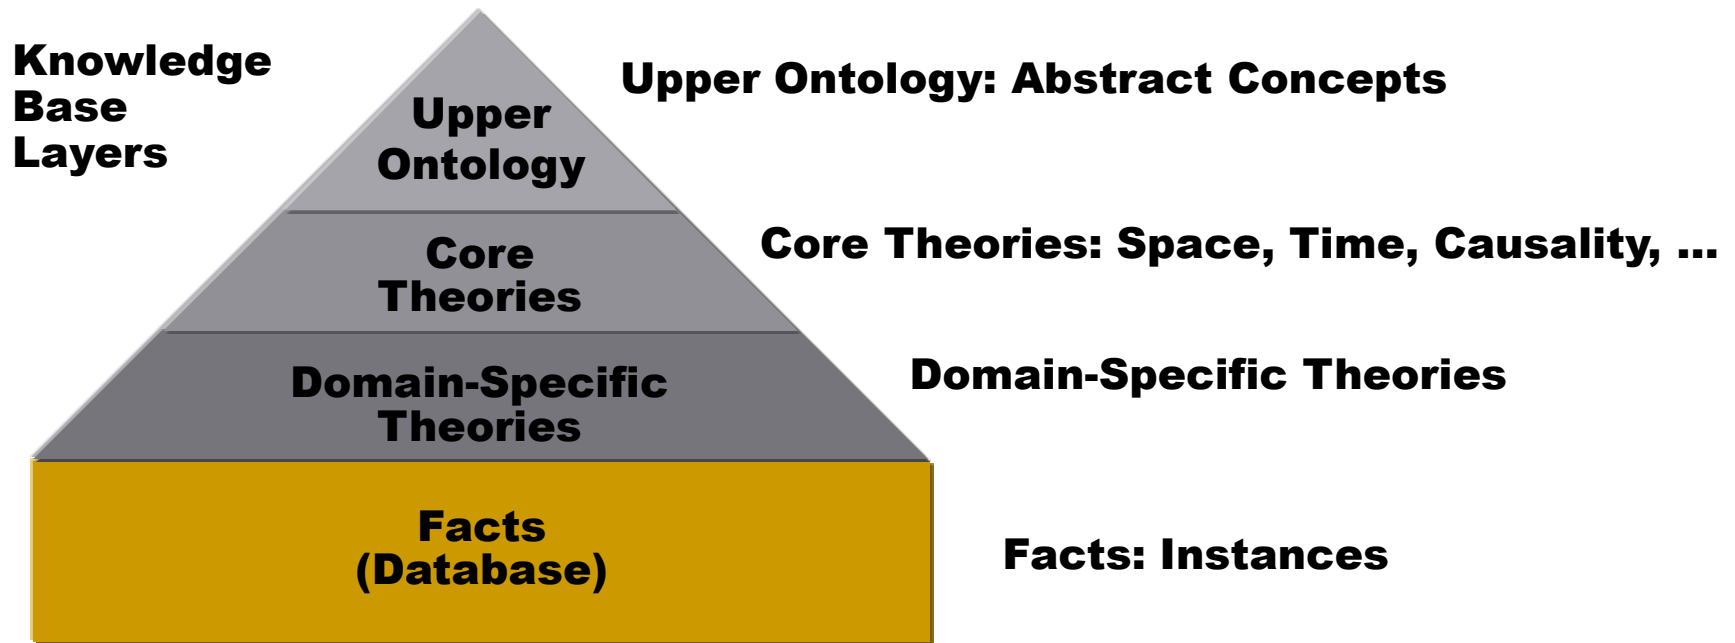 Knowledge
Base
Layers
Upper
Ontology
Upper Ontology: Abstract Concepts
Core
Theories
Core Theories: Space, Time, Causality, ...
Domain-Specific
Theories
Domain-Specific Theories
Facts
(Database)
Facts: Instances